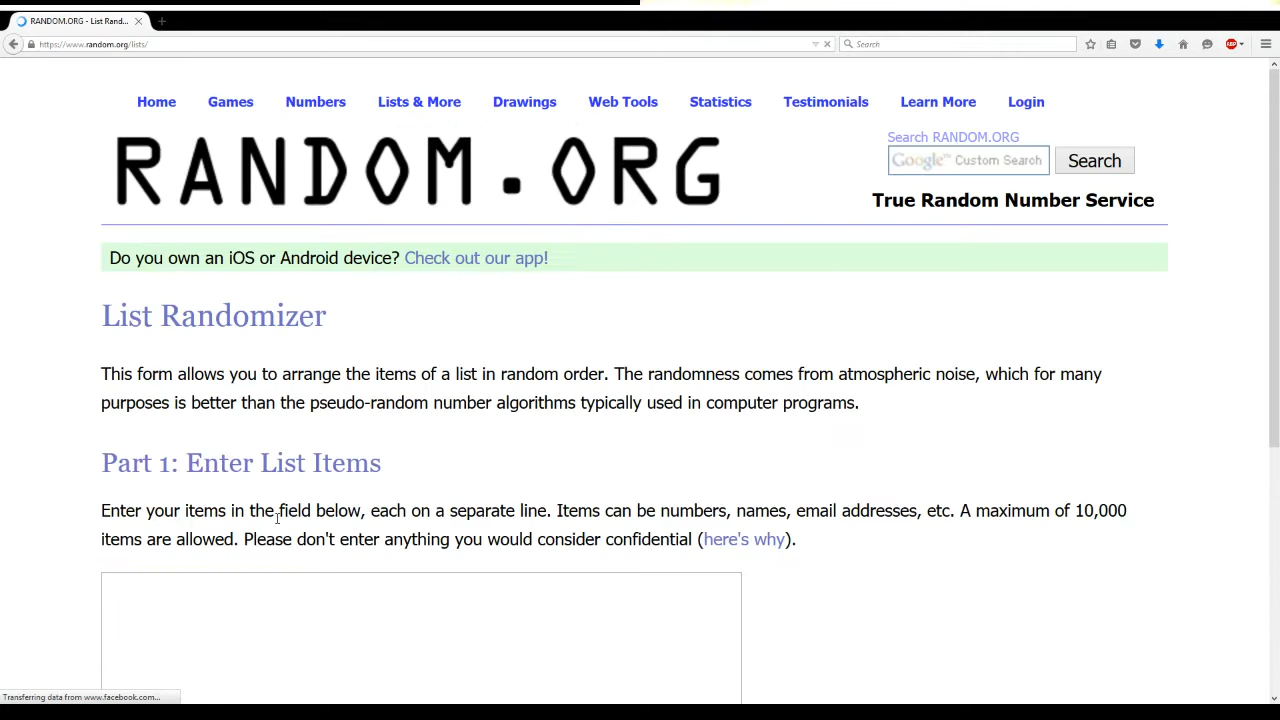 RANDOM.ORG - List Rand...
https://www.random.org/lists/
Search
ABP
Home Games Numbers Lists & More Drawings Web Tools Statistics Testimonials Learn More Login
RANDOM.ORG
Search RANDOM.ORG
Google™ Custom Search
Search
True Random Number Service
Do you own an iOS or Android device? Check out our app!
List Randomizer
This form allows you to arrange the items of a list in random order. The randomness comes from atmospheric noise, which for many
purposes is better than the pseudo-random number algorithms typically used in computer programs.
Part 1: Enter List Items
Enter your items in the field below, each on a separate line. Items can be numbers, names, email addresses, etc. A maximum of 10,000
items are allowed. Please don't enter anything you would consider confidential (here's why).
Transferring data from www.facebook.com...